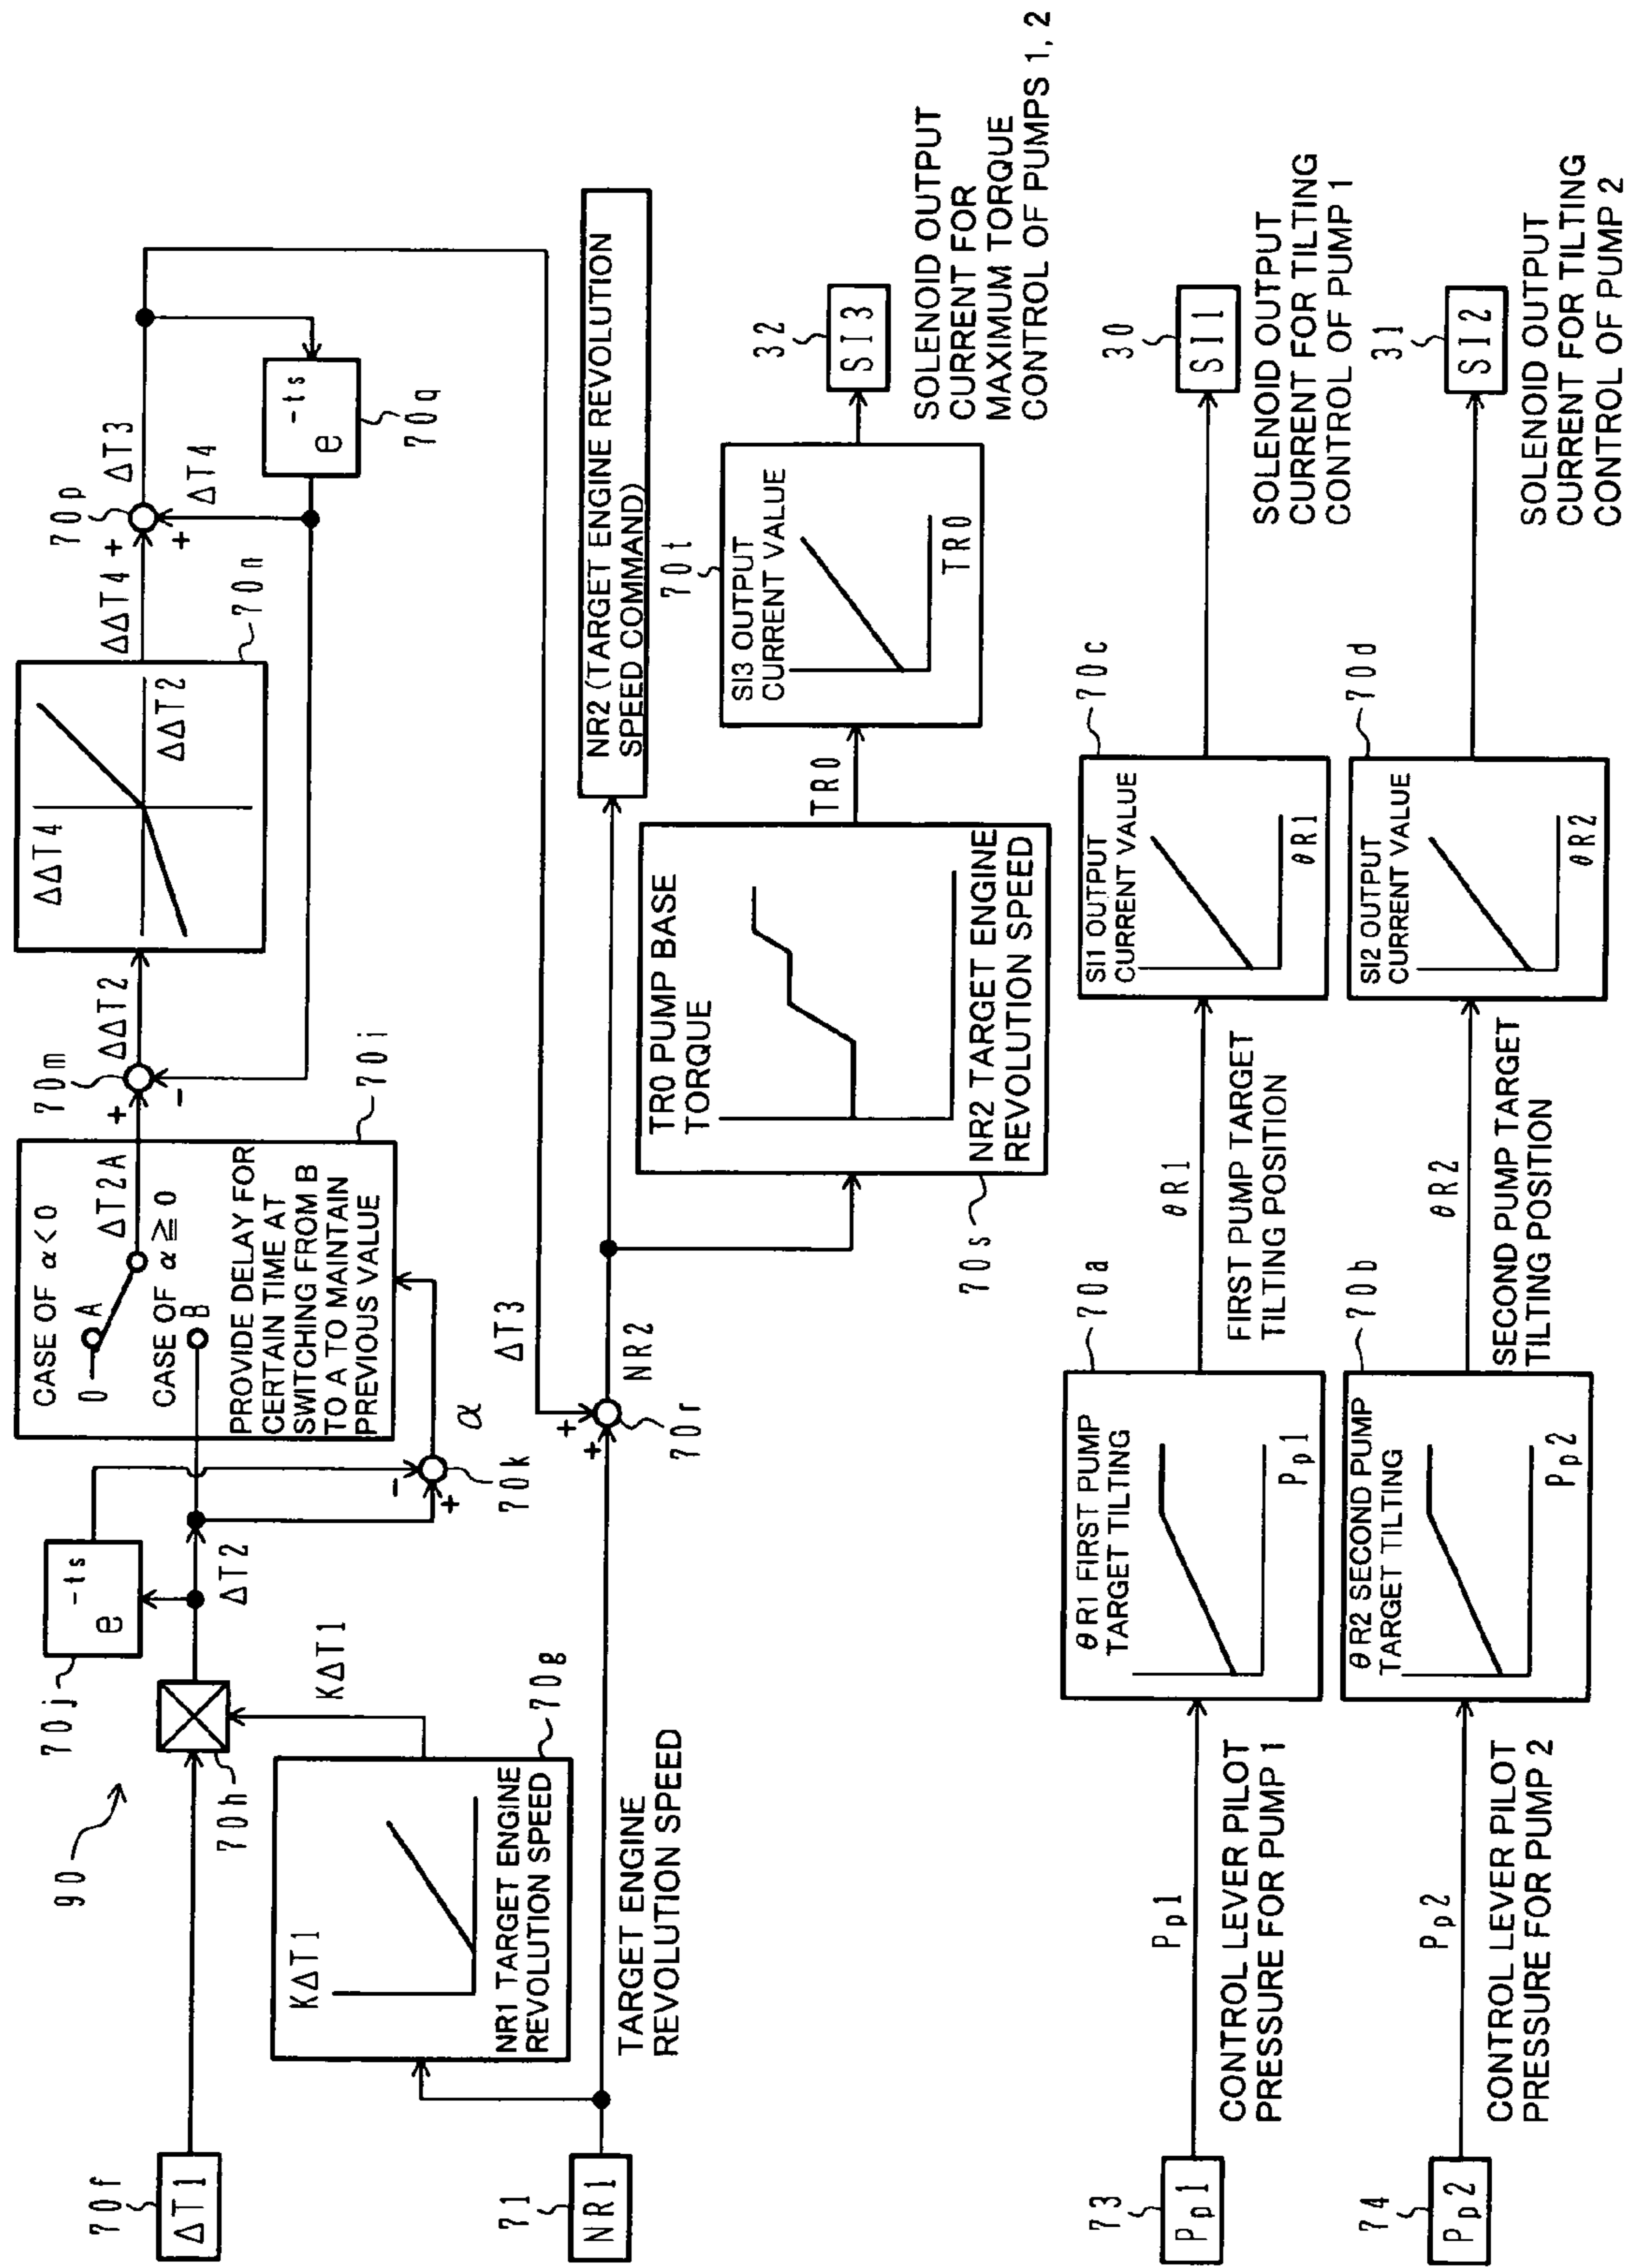 90
70f
ΔT1
70h
70j
e -ts
ΔT2
KΔT1
70g
KΔT1
NR1 TARGET ENGINE
REVOLUTION SPEED
71
NR1
TARGET ENGINE
REVOLUTION SPEED
CASE OF α<0
0
A
ΔT2A
CASE OF α≧0
B
PROVIDE DELAY FOR
CERTAIN TIME AT
SWITCHING FROM B
TO A TO MAINTAIN
PREVIOUS VALUE
70i
-
+
70k
α
70m
+
-
ΔΔT2
ΔΔT4
ΔΔT2
70n
ΔΔT4
+
+
70p
ΔT3
ΔT4
e -ts
70q
ΔT3
+
+
70r
NR2
NR2 (TARGET ENGINE REVOLUTION
SPEED COMMAND)
TR0 PUMP BASE
TORQUE
NR2 TARGET ENGINE
REVOLUTION SPEED
70s
TR0
70t
SI3 OUTPUT
CURRENT VALUE
TR0
32
SI3
SOLENOID OUTPUT
CURRENT FOR
MAXIMUM TORQUE
CONTROL OF PUMPS 1, 2
73
Pp1
Pp1
CONTROL LEVER PILOT
PRESSURE FOR PUMP 1
70a
θR1 FIRST PUMP
TARGET TILTING
Pp1
θR1
FIRST PUMP TARGET
TILTING POSITION
70c
SI1 OUTPUT
CURRENT VALUE
θR1
30
SI1
SOLENOID OUTPUT
CURRENT FOR TILTING
CONTROL OF PUMP 1
74
Pp2
Pp2
CONTROL LEVER PILOT
PRESSURE FOR PUMP 2
70b
θR2 SECOND PUMP
TARGET TILTING
Pp2
θR2
SECOND PUMP TARGET
TILTING POSITION
70d
SI2 OUTPUT
CURRENT VALUE
θR2
31
SI2
SOLENOID OUTPUT
CURRENT FOR TILTING
CONTROL OF PUMP 2